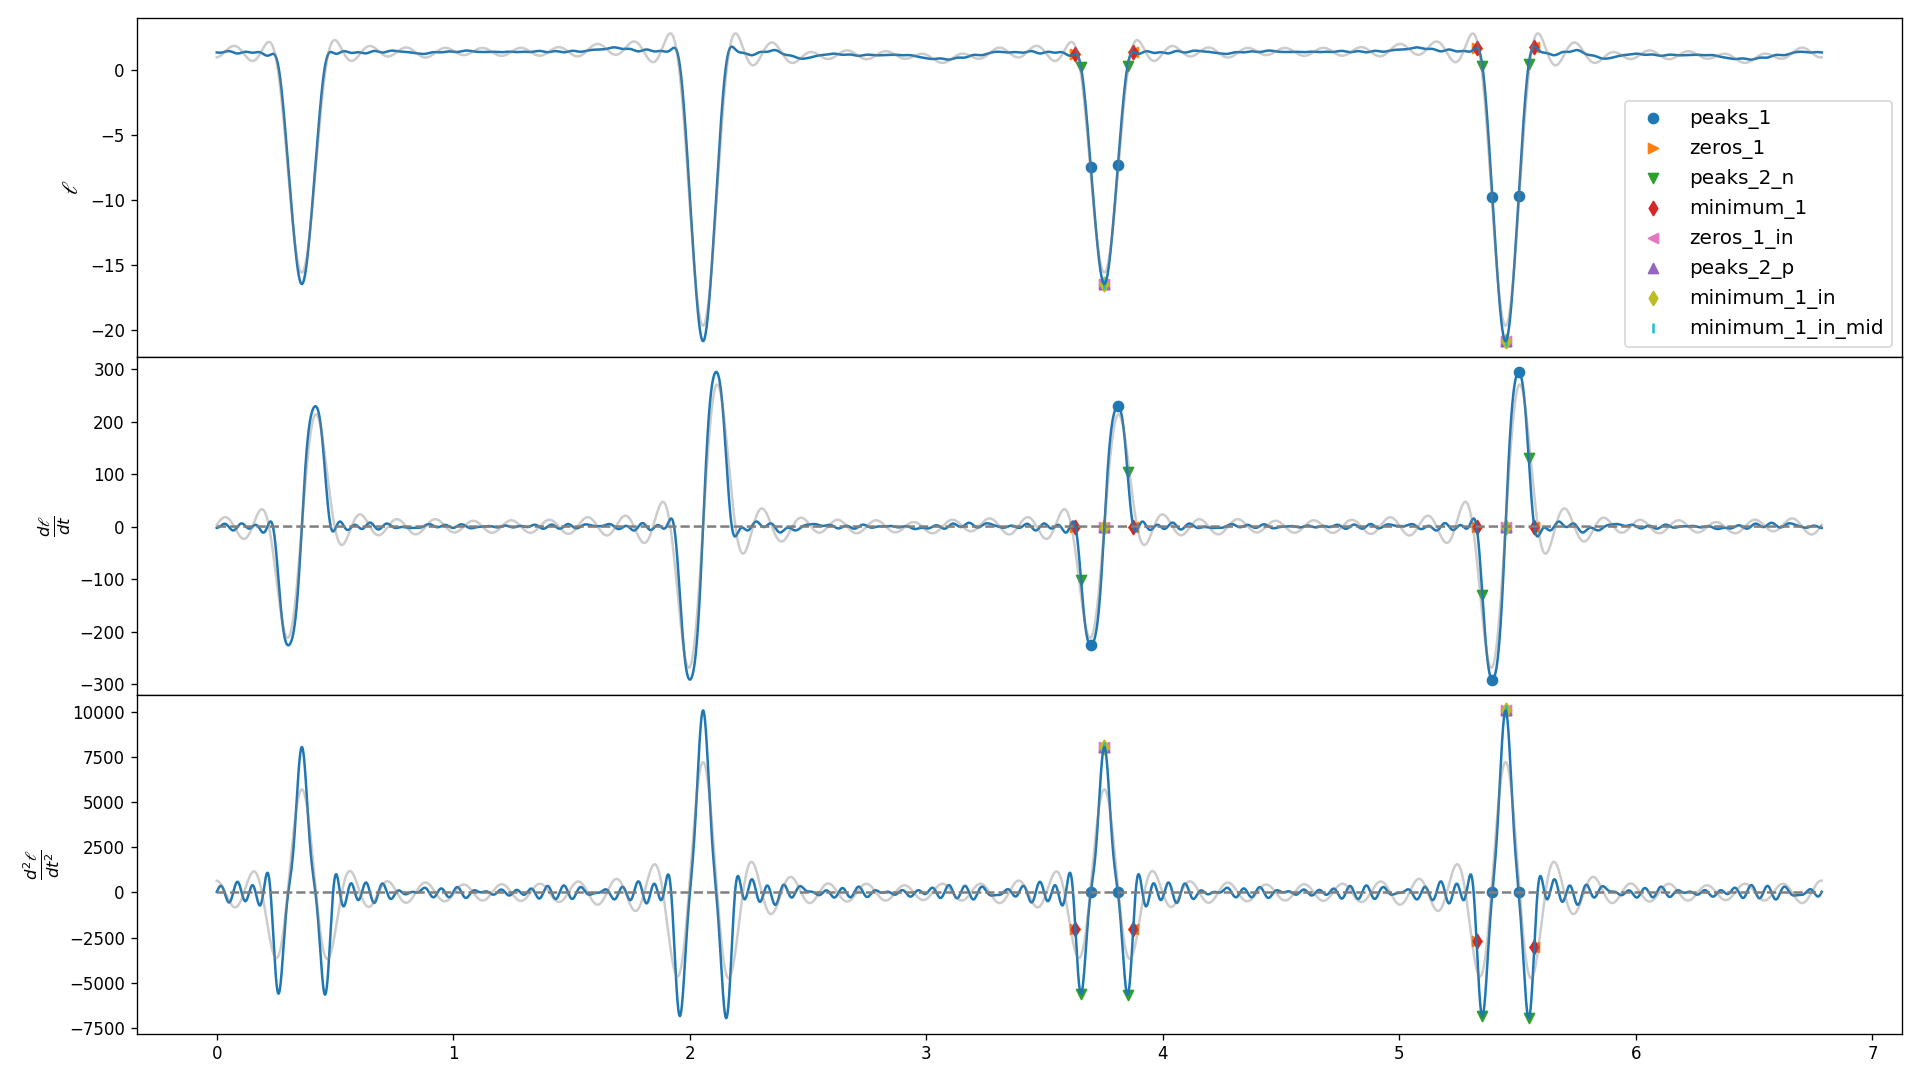 0
−5
−10
−15
−20
ℓ
peaks_1
zeros_1
peaks_2_n
minimum_1
zeros_1_in
peaks_2_p
minimum_1_in
minimum_1_in_mid
300
200
100
0
−100
−200
−300
dℓ
dt
10000
7500
5000
2500
0
−2500
−5000
−7500
d²ℓ
dt²
0 1 2 3 4 5 6 7